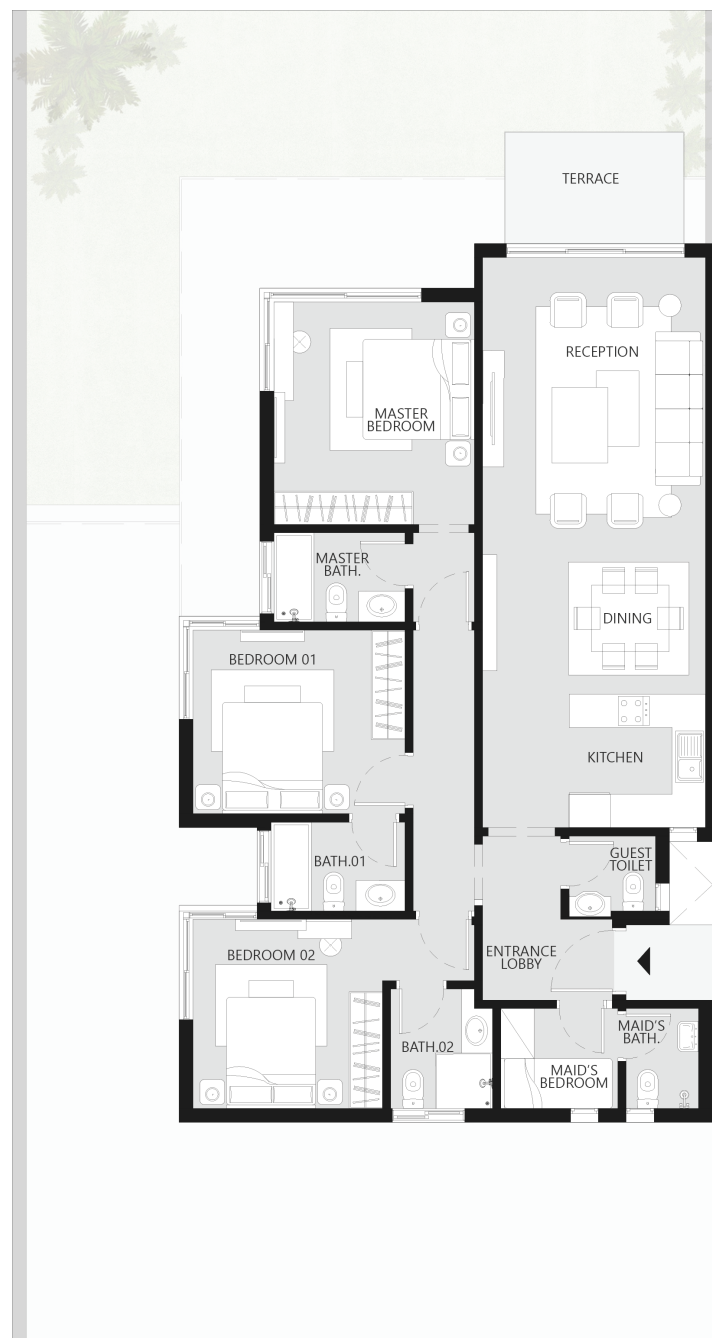 TERRACE
RECEPTION
MASTER
BEDROOM
MASTER
BATH.
DINING
BEDROOM 01
KITCHEN
BATH.01
GUEST
TOILET
BEDROOM 02
ENTRANCE
LOBBY
BATH.02
MAID'S
BATH.
MAID'S
BEDROOM